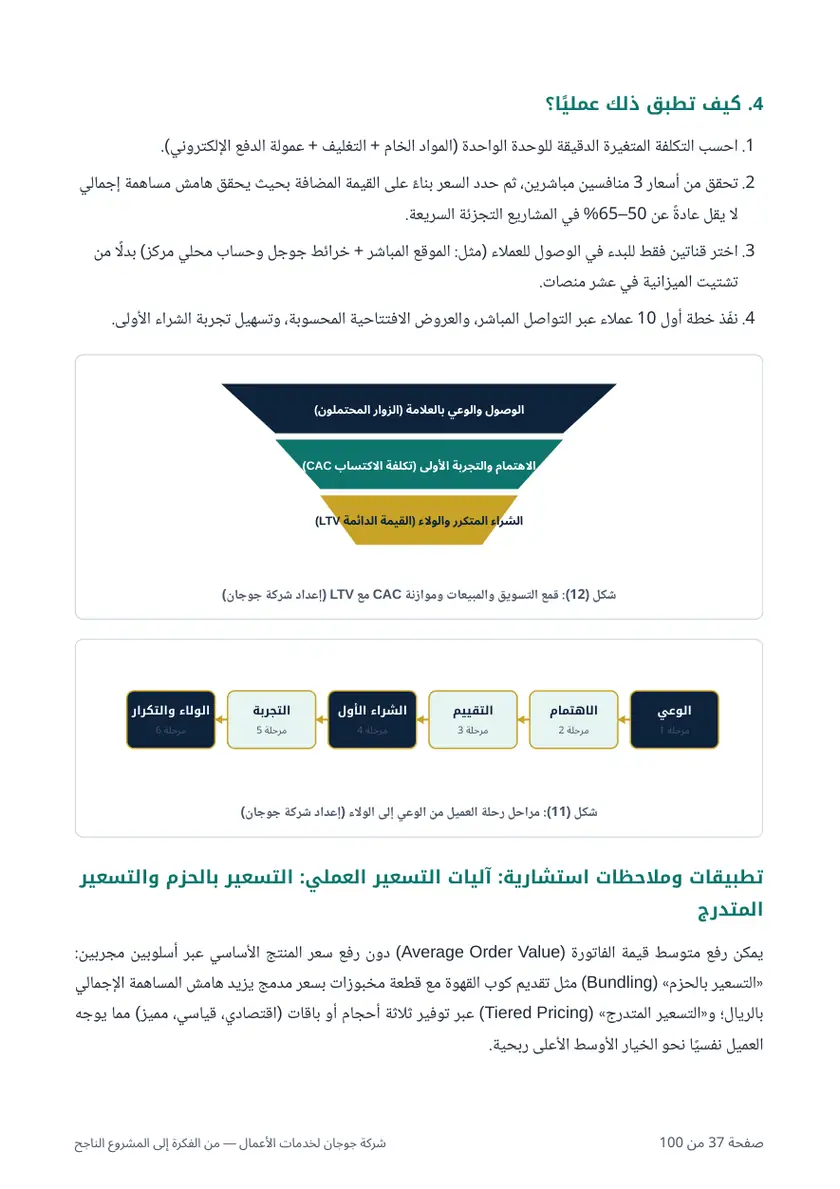 4. كيف تطبق ذلك عمليًا؟
1. احسب التكلفة المتغيرة الدقيقة للوحدة الواحدة (المواد الخام + التغليف + عمولة الدفع الإلكتروني).
2. تحقق من أسعار 3 منافسين مباشرين، ثم حدد السعر بناءً على القيمة المضافة بحيث يحقق هامش مساهمة إجمالي
لا يقل عادةً عن 50–65% في المشاريع التجزئة السريعة.
3. اختر قناتين فقط للبدء في الوصول للعملاء (مثل: الموقع المباشر + خرائط جوجل وحساب محلي مركز) بدلًا من
تشتيت الميزانية في عشر منصات.
4. نفّذ خطة أول 10 عملاء عبر التواصل المباشر، والعروض الافتتاحية المحسوبة، وتسهيل تجربة الشراء الأولى.
الوصول والوعي بالعلامة (الزوار المحتملون)
الاهتمام والتجربة الأولى (تكلفة الاكتساب CAC)
الشراء المتكرر والولاء (القيمة الدائمة LTV)
شكل (12): قمع التسويق والمبيعات وموازنة CAC مع LTV (إعداد شركة جوجان)
الوعي
مرحلة 1
الاهتمام
مرحلة 2
التقييم
مرحلة 3
الشراء الأول
مرحلة 4
التجربة
مرحلة 5
الولاء والتكرار
مرحلة 6
شكل (11): مراحل رحلة العميل من الوعي إلى الولاء (إعداد شركة جوجان)
تطبيقات وملاحظات استشارية: آليات التسعير العملي: التسعير بالحزم والتسعير
المتدرج
يمكن رفع متوسط قيمة الفاتورة (Average Order Value) دون رفع سعر المنتج الأساسي عبر أسلوبين مجربين:
«التسعير بالحزم» (Bundling) مثل تقديم كوب القهوة مع قطعة مخبوزات بسعر مدمج يزيد هامش المساهمة الإجمالي
بالريال؛ و«التسعير المتدرج» (Tiered Pricing) عبر توفير ثلاثة أحجام أو باقات (اقتصادي، قياسي، مميز) مما يوجه
العميل نفسيًا نحو الخيار الأوسط الأعلى ربحية.
صفحة 37 من 100
شركة جوجان لخدمات الأعمال — من الفكرة إلى المشروع الناجح